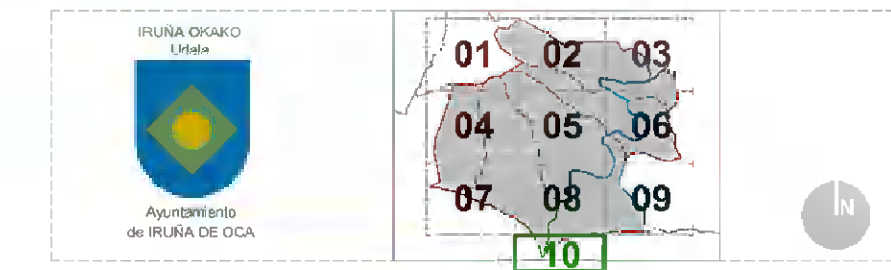 IRUÑA OKAKO
Udala
Ayuntamiento
de IRUÑA DE OCA
01 02 03
04 05 06
07 08 09
10
N